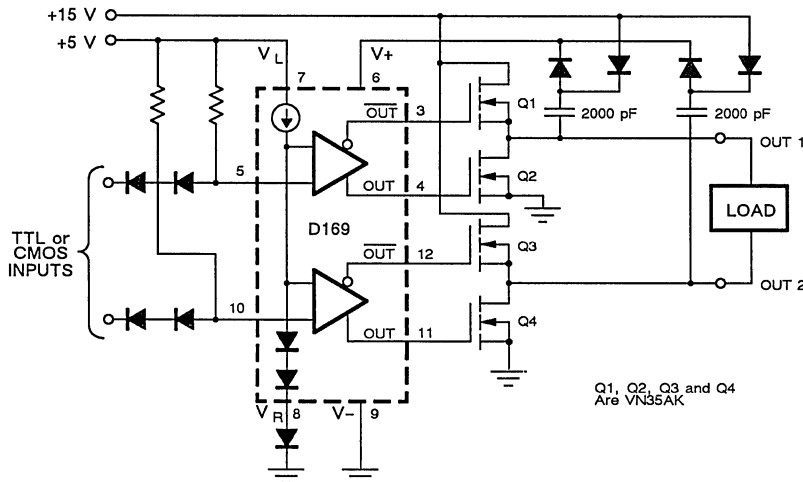 +15 V
+5 V
VL
V+
7
6
OUT
3
Q1
2000 pF
2000 pF
OUT 1
5
OUT
4
Q2
D169
LOAD
TTL or
CMOS
INPUTS
OUT
12
Q3
OUT 2
10
OUT
11
Q4
Q1, Q2, Q3 and Q4
Are VN35AK
VR
8
V-
9